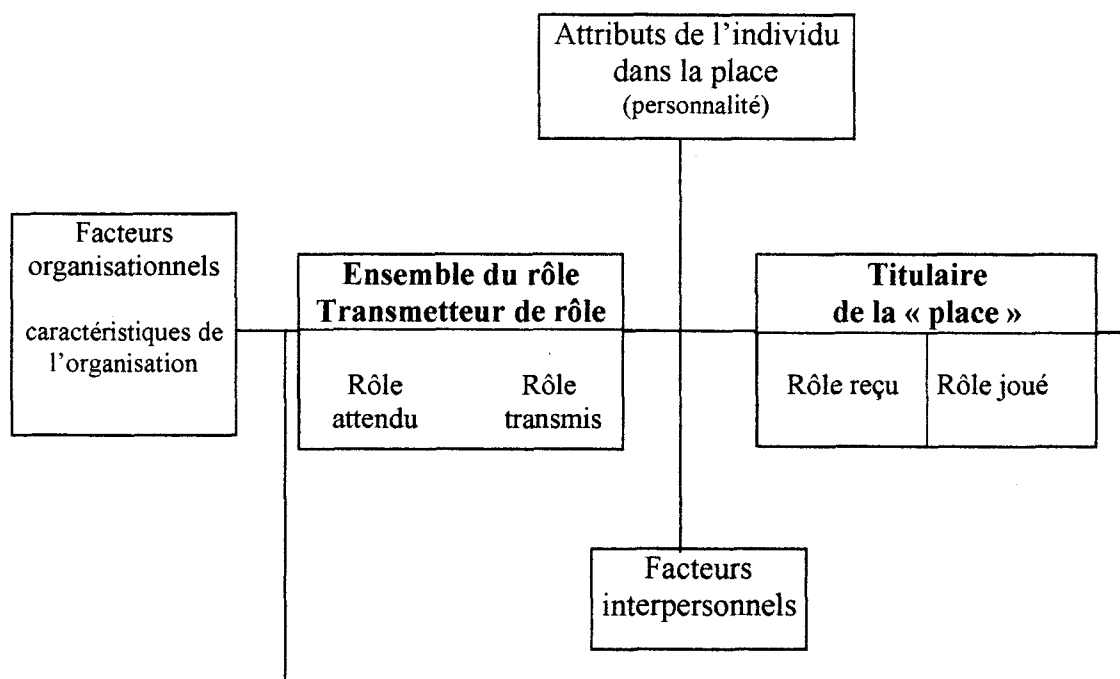 Attributs de l'individu
dans la place
(personnalité)
Facteurs
organisationnels
caractéristiques de
l'organisation
Ensemble du rôle
Transmetteur de rôle
Rôle
attendu
Rôle
transmis
Titulaire
de la « place »
Rôle reçu
Rôle joué
Facteurs
interpersonnels